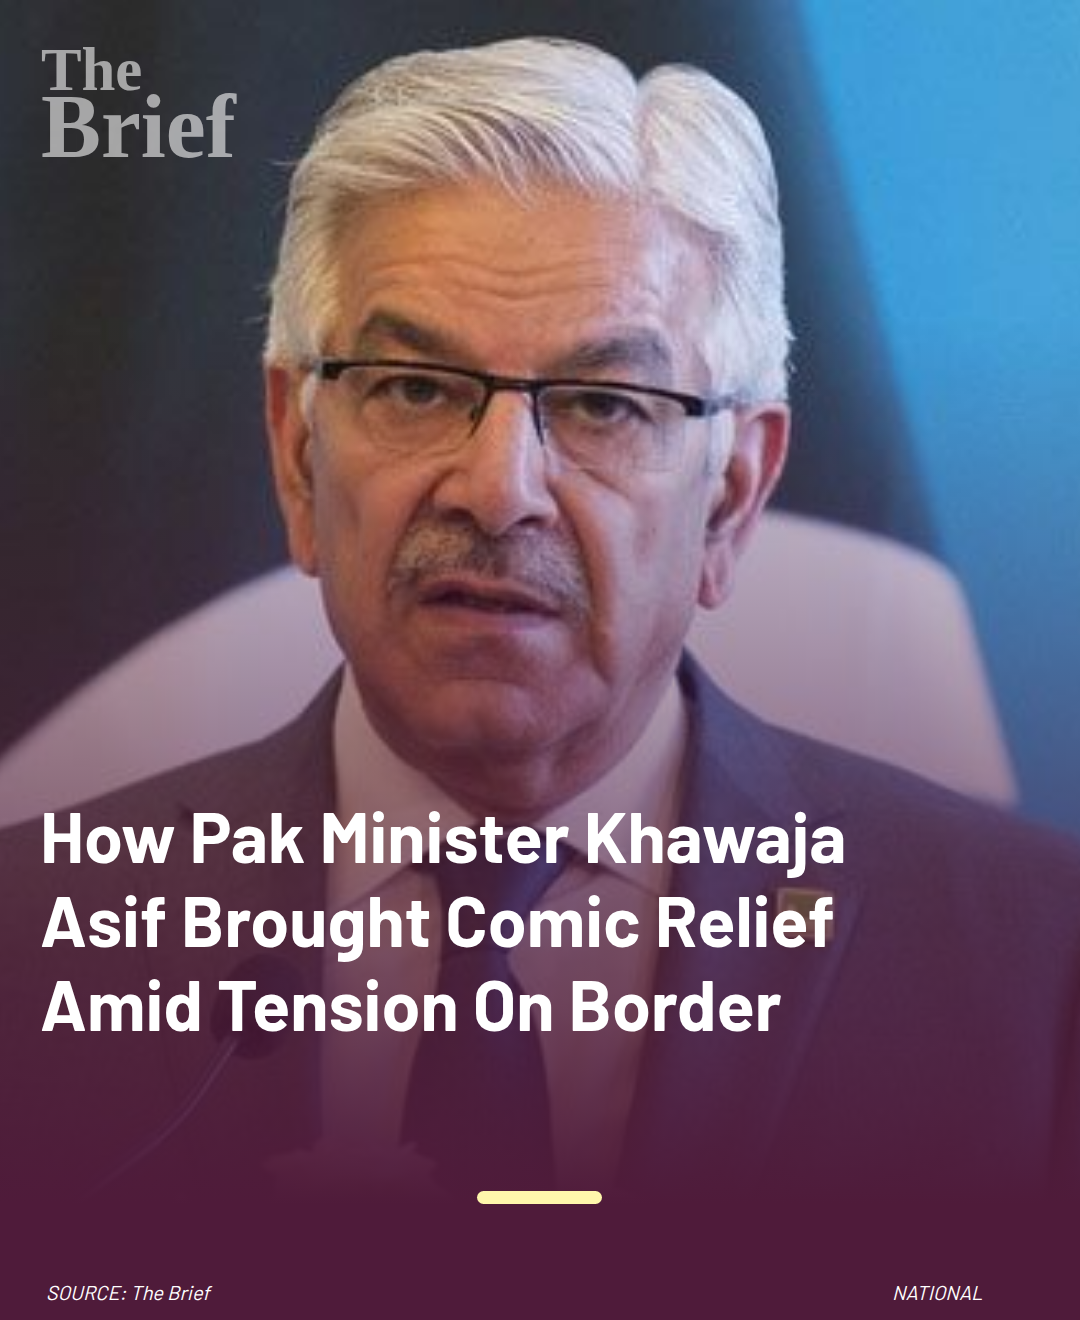 The
Brief
How Pak Minister Khawaja
Asif Brought Comic Relief
Amid Tension On Border
SOURCE: The Brief
NATIONAL